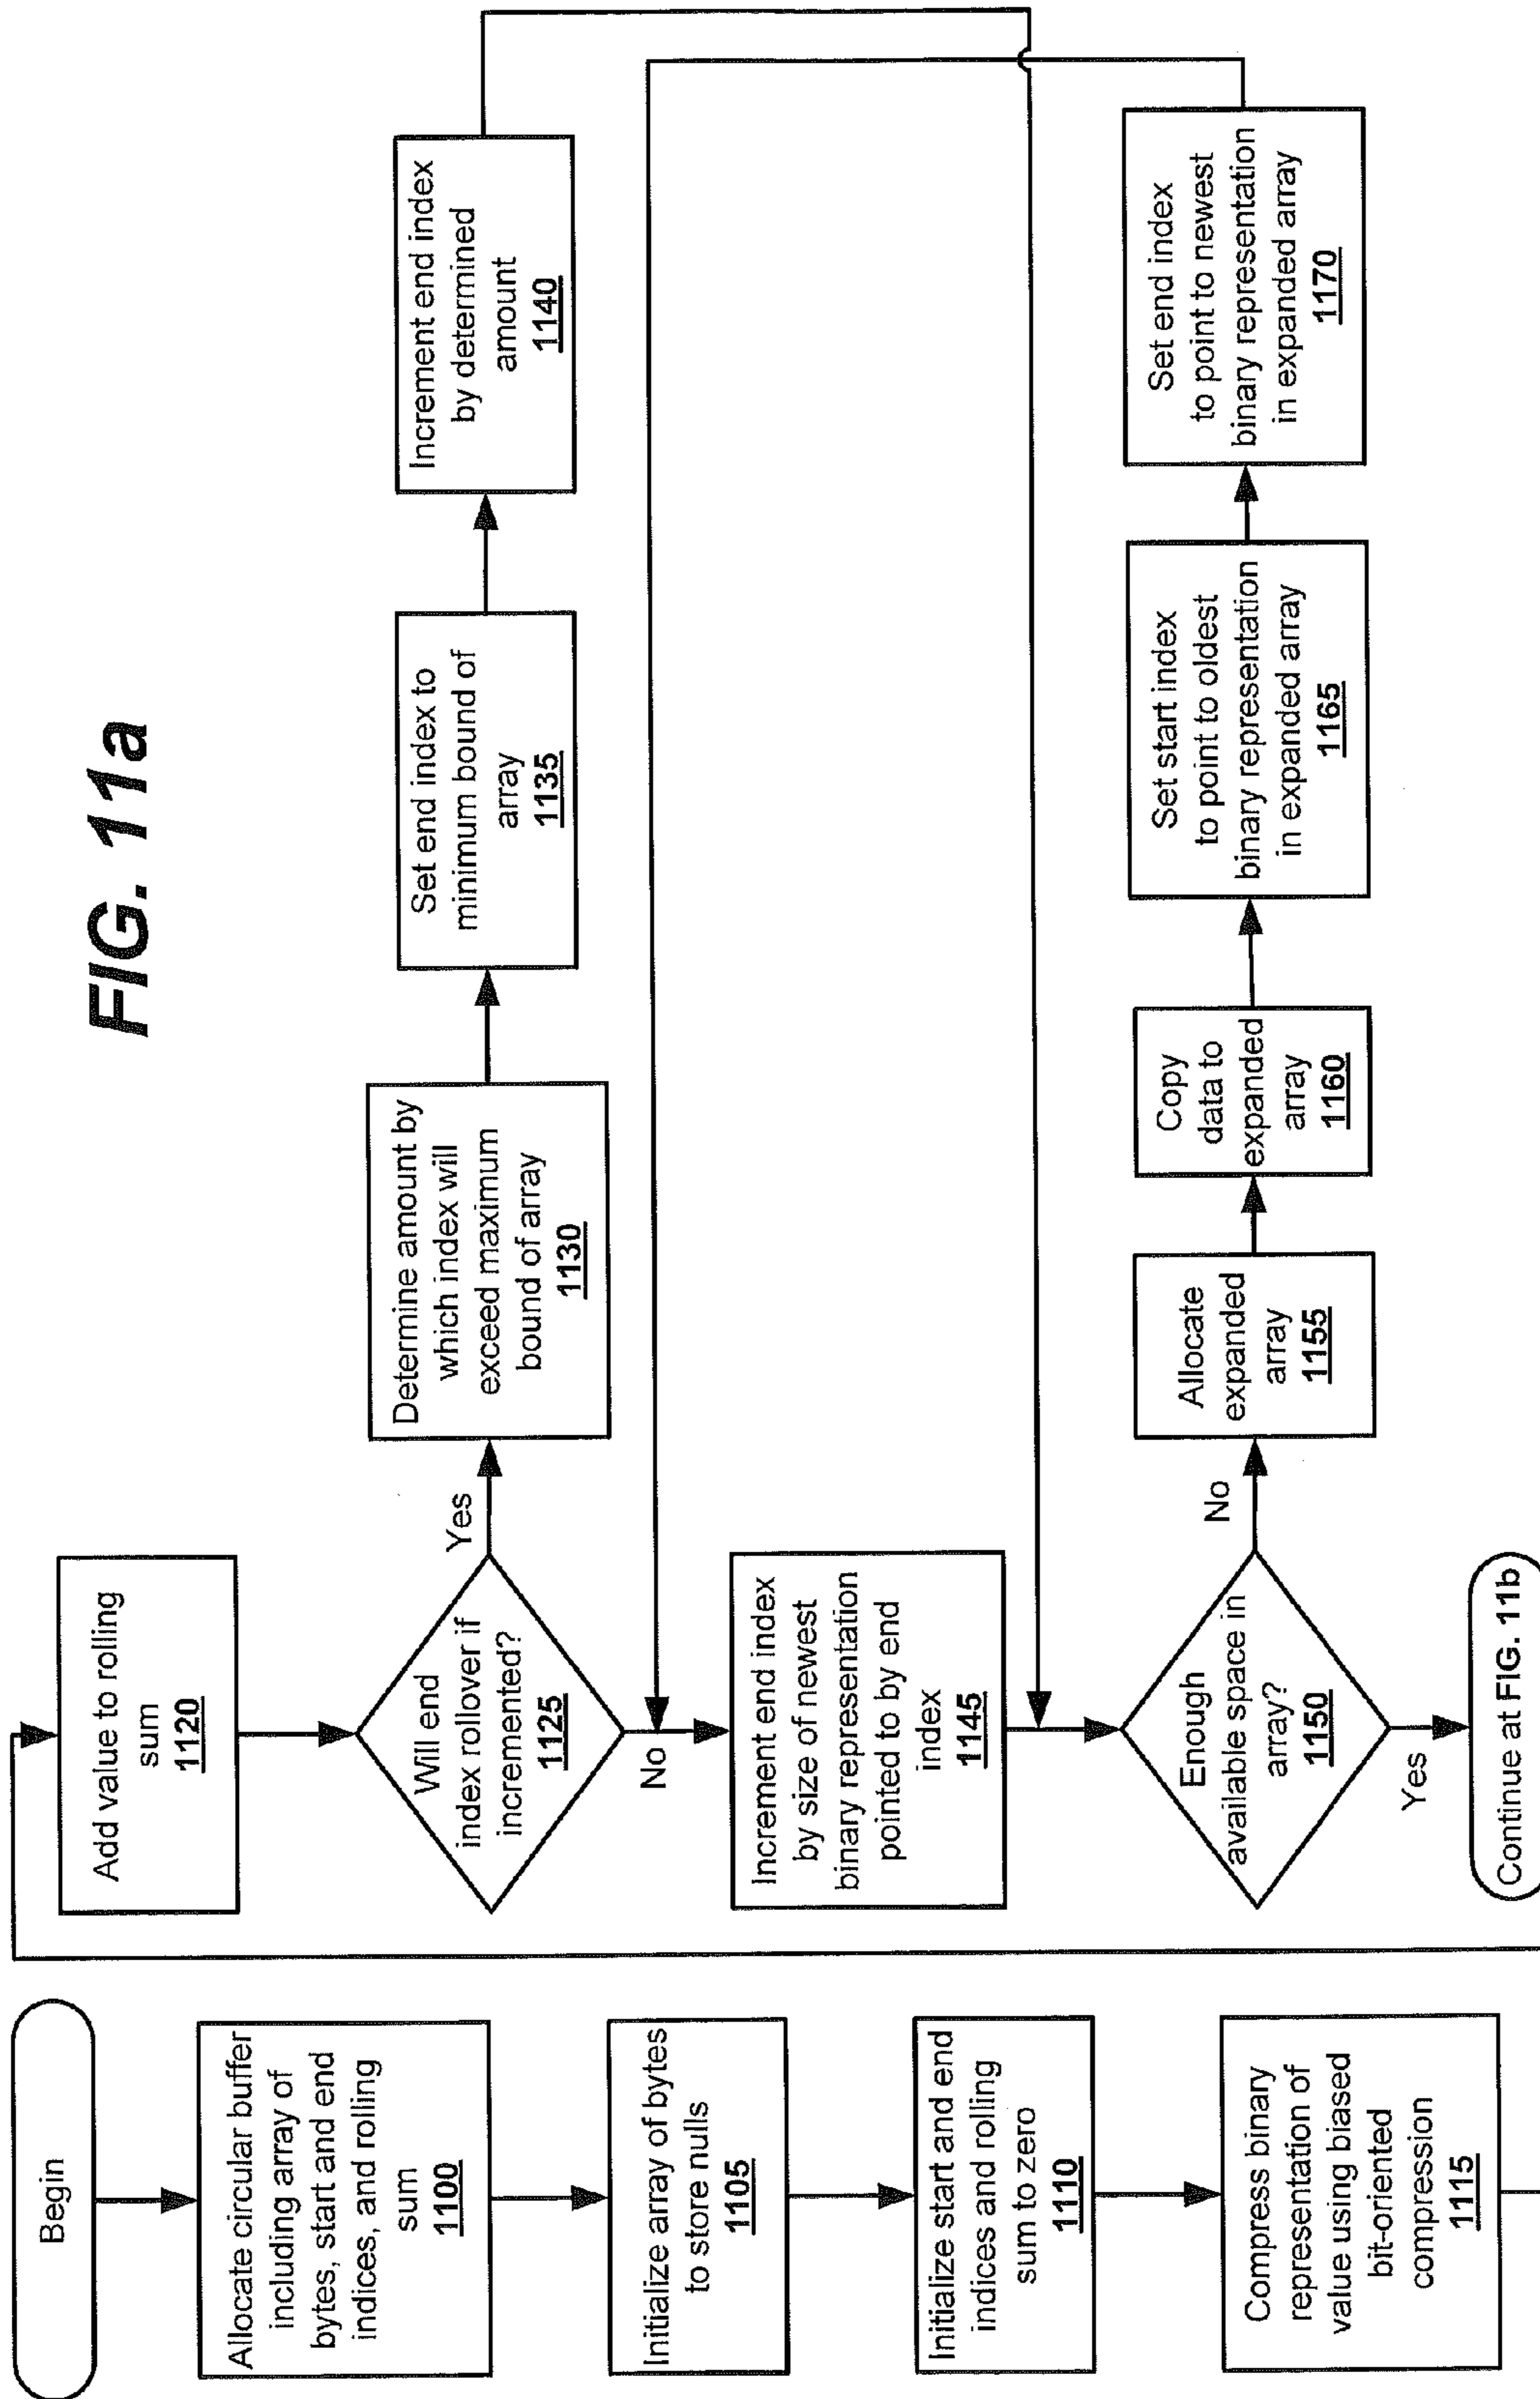 FIG. 11a
Begin
Allocate circular buffer
including array of
bytes, start and end
indices, and rolling
sum
1100
Initialize array of bytes
to store nulls
1105
Initialize start and end
indices and rolling
sum to zero
1110
Compress binary
representation of
value using biased
bit-oriented
compression
1115
Add value to rolling
sum
1120
Will end
index rollover if
incremented?
1125
Yes
No
Determine amount by
which index will
exceed maximum
bound of array
1130
Set end index to
minimum bound of
array
1135
Increment end index
by determined
amount
1140
Increment end index
by size of newest
binary representation
pointed to by end
index
1145
Enough
available space in
array?
1150
No
Yes
Allocate
expanded
array
1155
Copy
data to
expanded
array
1160
Set start index
to point to oldest
binary representation
in expanded array
1165
Set end index
to point to newest
binary representation
in expanded array
1170
Continue at FIG. 11b